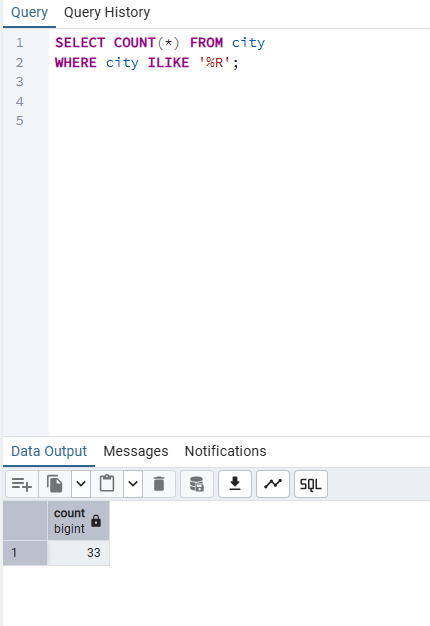 Query Query History
1 SELECT COUNT(*) FROM city
2 WHERE city ILIKE '%R';
3
4
5
Data Output Messages Notifications
SQL
count
bigint
1 33